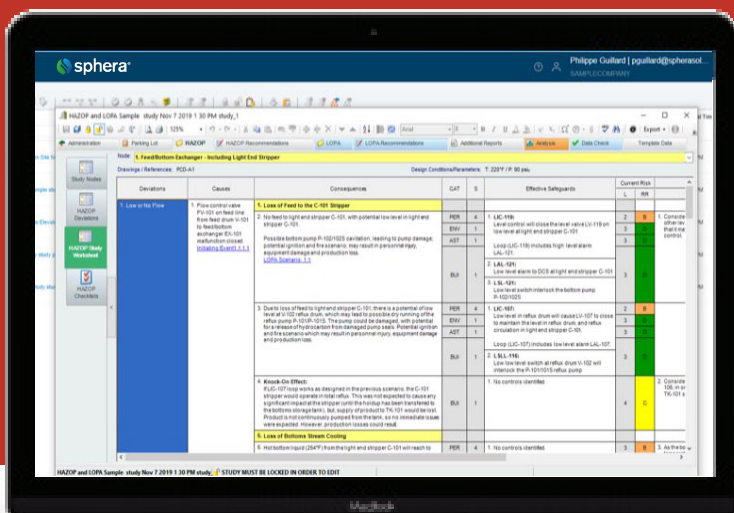 sphera
Philippe Guillard | pguillard@spherasol...
SAMPLECOMPANY
HAZOP and LOPA Sample study Nov 7 2019 1 30 PM study_1
125%
Arial
Export
Administration
Parking Lot
HAZOP
HAZOP Recommendations
LOPA
LOPA Recommendations
Additional Reports
Analysis
Data Check
Template Data
Node: 1. Feed/Bottom Exchanger - Including Light End Stripper
Drawings / References: PCD-A1
Design Conditions/Parameters: T: 220°F / P: 90 psi
Study Nodes
HAZOP Deviations
HAZOP Study Worksheet
HAZOP Checklists
Deviations
Causes
Consequences
CAT
S
Effective Safeguards
Current Risk
L
RR
1. Low or No Flow
1. Flow control valve
FV-101 on feed line
from feed drum V-101
to feed/bottom
exchanger EX-101
malfunction closed.
Initiating Event1.1.1.1
1. Loss of Feed to the C-101 Stripper
2. No feed to light end stripper C-101, with potential low level in light end
stripper C-101.
Possible bottom pump P-102/102S cavitation, leading to pump damage;
potential ignition and fire scenario; may result in personnel injury,
equipment damage and production loss.
LOPA Scenario: 1.1
PER 4
ENV 1
AST 1
BUI 1
1. LIC-119:
Level control will close the level valve LV-119 on
low level at light end stripper C-101.
Loop (LIC-119) includes high level alarm
LAL-121.
2. LAL-121:
Low level alarm to DCS at light end stripper C-101
3. LSL-121:
Low level switch interlock the bottom pump
P-102/102S
2 B
3 D
3 D
3 D
1. Conside
3. Due to loss of feed to light end stripper C-101, there is a potential of low
level at V-102 reflux drum, which may lead to possible dry running of the
reflux pump P-101/P-101S. The pump could be damaged, with potential
for a release of hydrocarbon from damaged pump seals. Potential ignition
and fire scenario which may result in personnel injury, equipment damage
and production loss.
PER 4
ENV 1
AST 1
BUI 1
1. LIC-107:
Low level in reflux drum will cause LV-107 to close
to maintain the level in reflux drum, and reflux
circulation in light end stripper C-101.
Loop (LIC-107) includes low level alarm LAL-107.
2. LSLL-116:
Low low level switch at reflux drum V-102 will
interlock the P-101/101S reflux pump
2 B
3 D
3 D
3 D
4. Knock-On Effect:
If LIC-107 loop works as designed in the previous scenario, the C-101
stripper would operate in total reflux. This was not expected to cause any
significant impact at the stripper (until the holdup has been transferred to
the bottoms storage tank), but, supply of product to TK-101 would be lost.
Product is not continuously pumped from the tank, so no immediate issues
were expected. However, production losses could result
BUI 1
1. No controls identified.
4 C
2. Conside
5. Loss of Bottoms Stream Cooling
6. Hot bottom liquid (264°F) from the light end stripper C-101 will reach to
PER 4
1. No controls identified.
3 B
3. As the bo
HAZOP and LOPA Sample study Nov 7 2019 1 30 PM study_ STUDY MUST BE LOCKED IN ORDER TO EDIT
MacBook